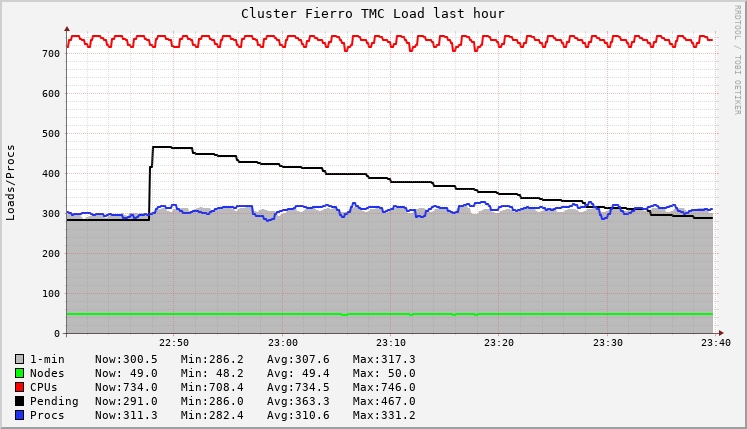 Cluster Fierro TMC Load last hour
RRDTOOL / TOBI OETIKER
Loads/Procs
700
600
500
400
300
200
100
0
22:50 23:00 23:10 23:20 23:30 23:40
1-min Now:300.5 Min:286.2 Avg:307.6 Max:317.3
Nodes Now: 49.0 Min: 48.2 Avg: 49.4 Max: 50.0
CPUs Now:734.0 Min:708.4 Avg:734.5 Max:746.0
Pending Now:291.0 Min:286.0 Avg:363.3 Max:467.0
Procs Now:311.3 Min:282.4 Avg:310.6 Max:331.2